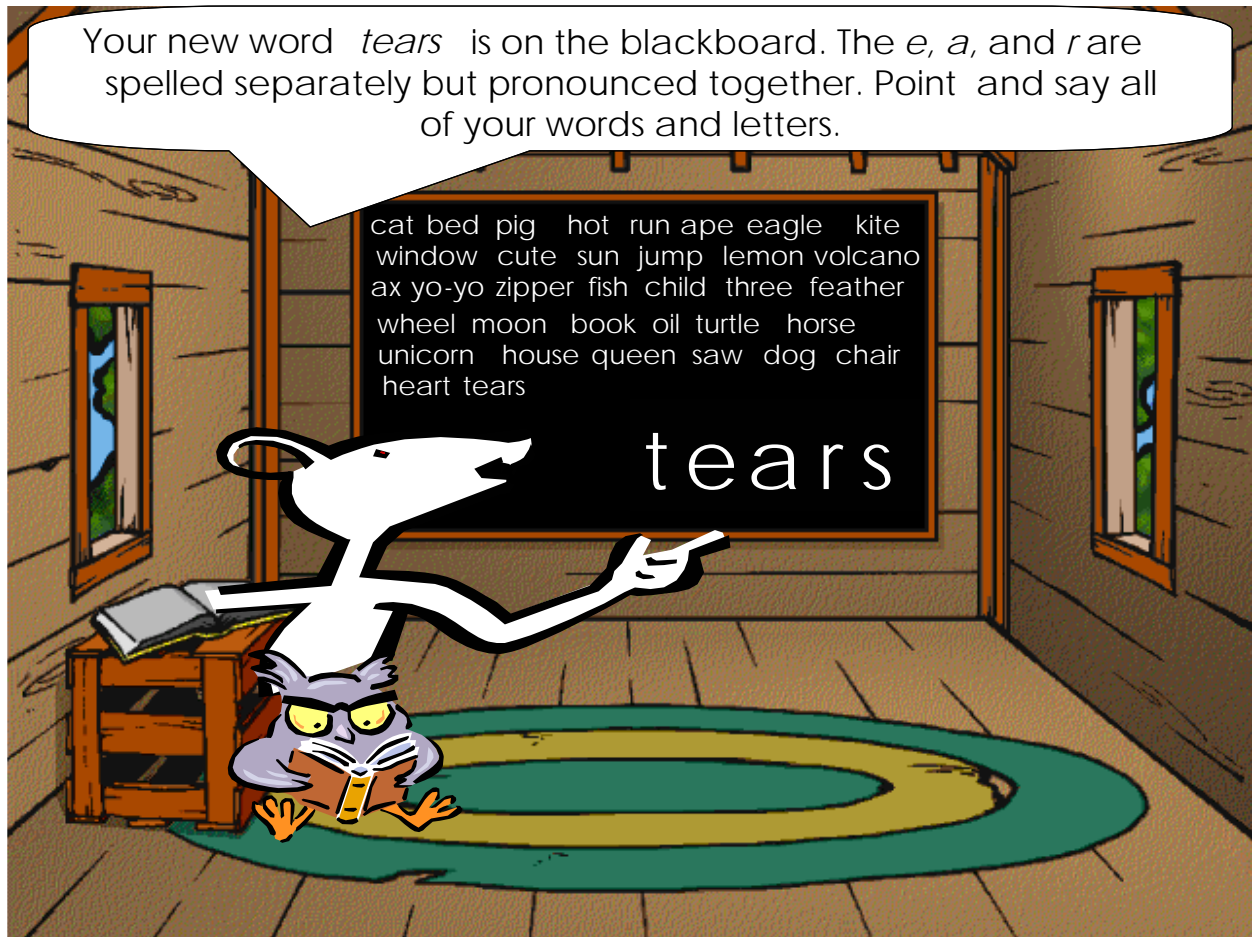 Your new word tears is on the blackboard. The e, a, and r are
spelled separately but pronounced together. Point and say all
of your words and letters.
cat bed pig hot run ape eagle kite
window cute sun jump lemon volcano
ax yo-yo zipper fish child three feather
wheel moon book oil turtle horse
unicorn house queen saw dog chair
heart tears
tears